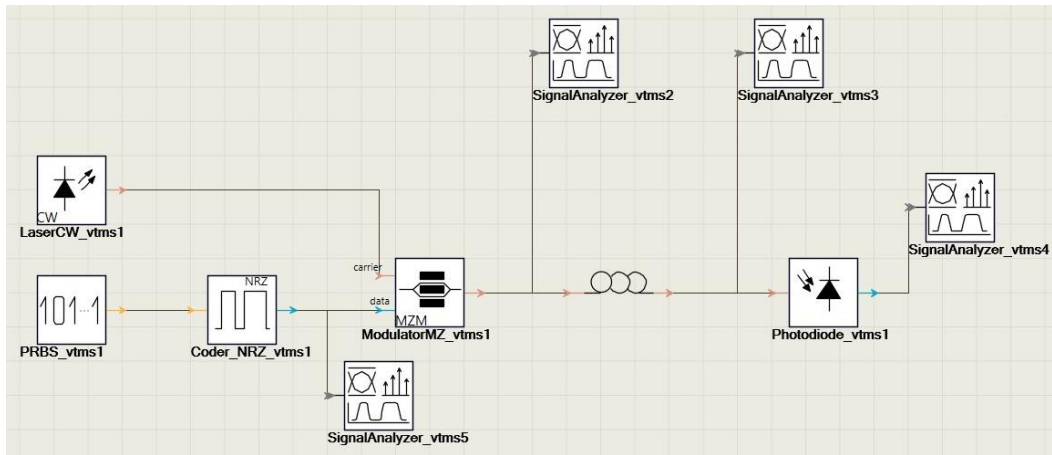 SignalAnalyzer_vtms2
SignalAnalyzer_vtms3
CW
LaserCW_vtms1
SignalAnalyzer_vtms4
carrier
NRZ
101...1
data
MZM
PRBS_vtms1
Coder_NRZ_vtms1
ModulatorMZ_vtms1
Photodiode_vtms1
SignalAnalyzer_vtms5